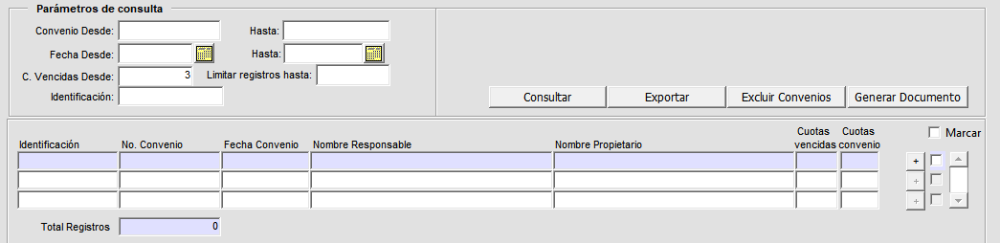 Parámetros de consulta
Convenio Desde: Hasta:
Fecha Desde: Hasta:
C. Vencidas Desde: 3 Limitar registros hasta:
Identificación:
Consultar Exportar Excluir Convenios Generar Documento
Identificación No. Convenio Fecha Convenio Nombre Responsable Nombre Propietario Cuotas vencidas Cuotas convenio Marcar
+
+
+
Total Registros 0